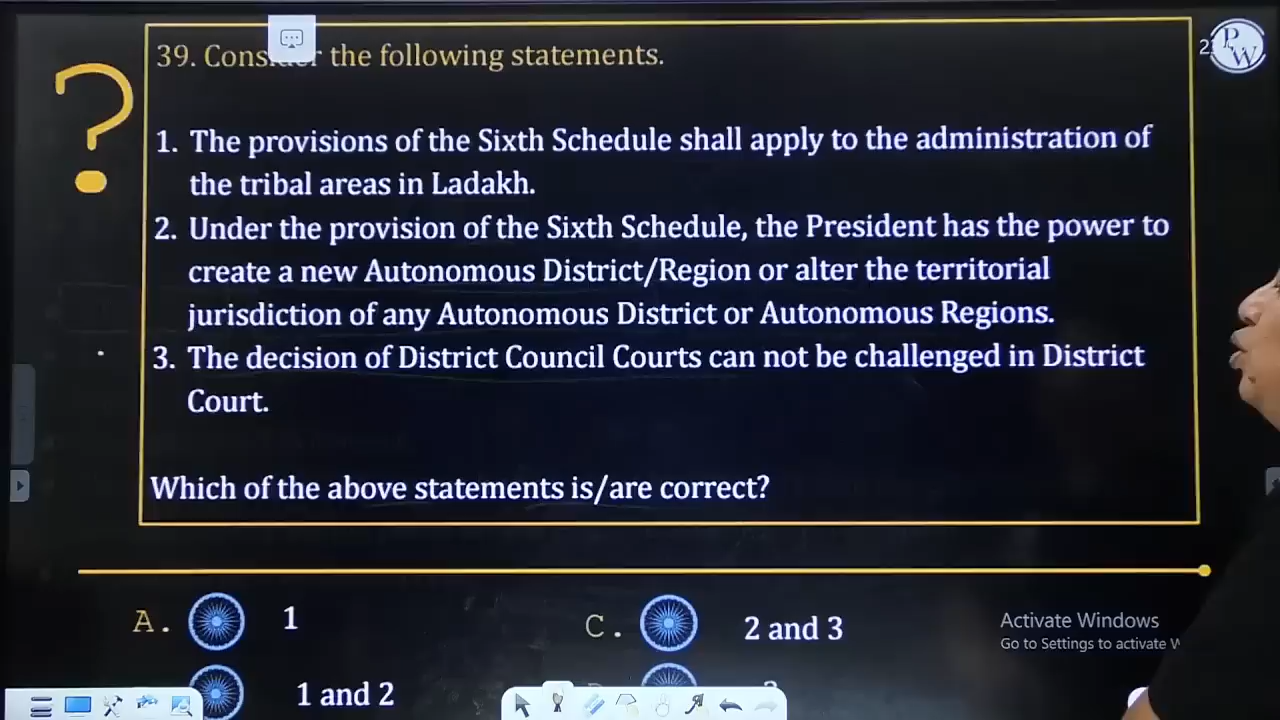 39. Consider the following statements.
PW
1. The provisions of the Sixth Schedule shall apply to the administration of
the tribal areas in Ladakh.
2. Under the provision of the Sixth Schedule, the President has the power to
create a new Autonomous District/Region or alter the territorial
jurisdiction of any Autonomous District or Autonomous Regions.
3. The decision of District Council Courts can not be challenged in District
Court.
Which of the above statements is/are correct?
A. 1
C. 2 and 3
Activate Windows
Go to Settings to activate
1 and 2